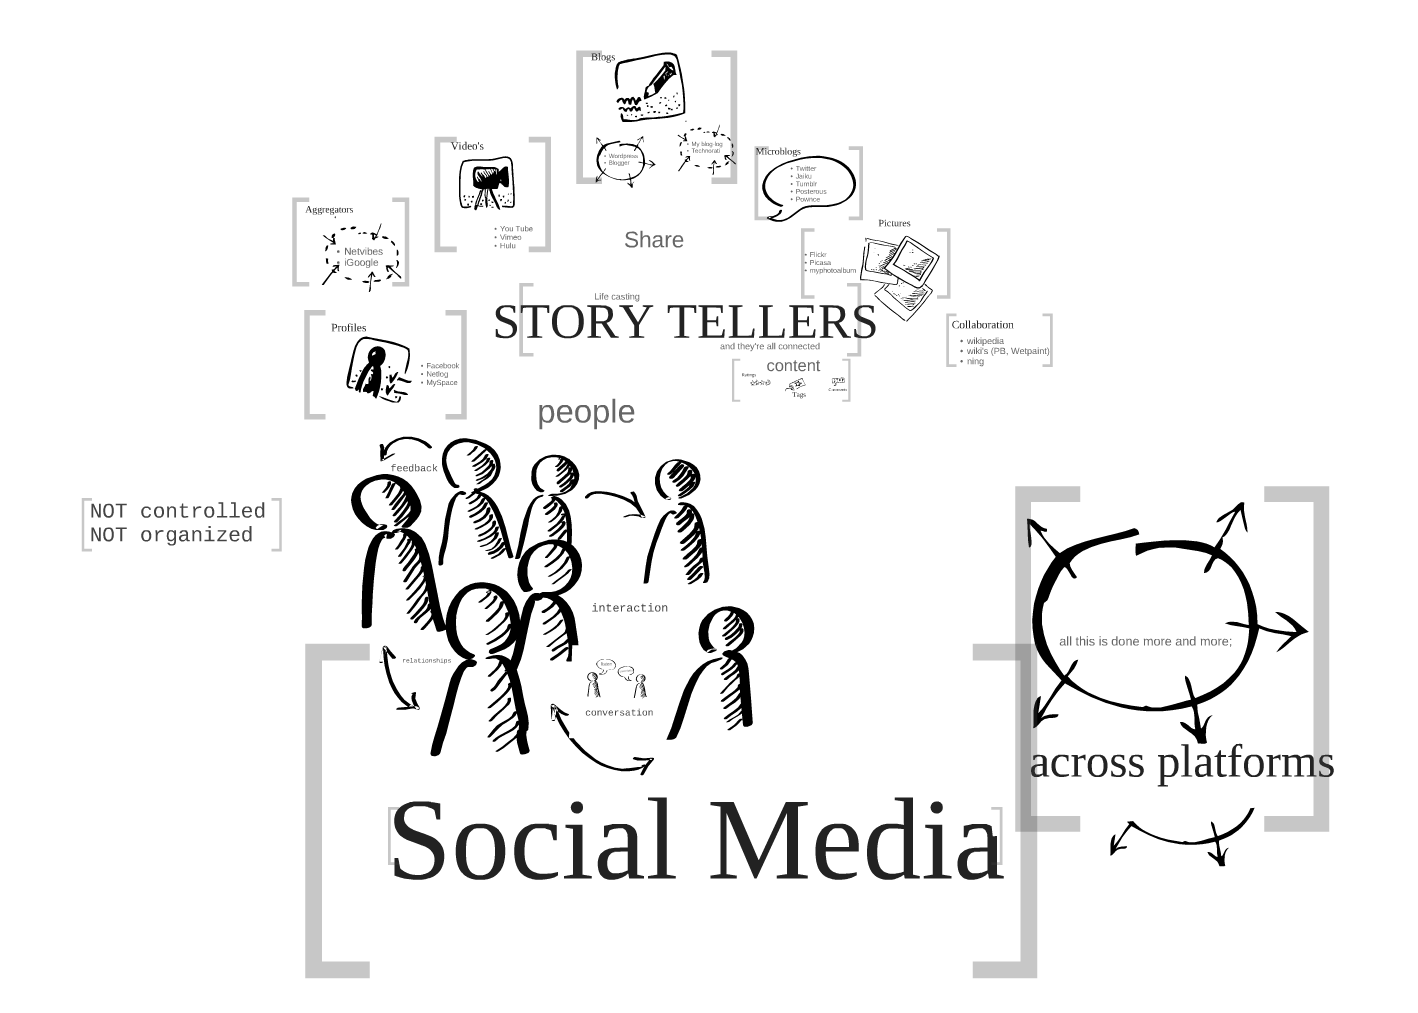 Blogs
• Wordpress
• Blogger
• My blog-log
• Technorati
Video's
• You Tube
• Vimeo
• Hulu
Microblogs
• Twitter
• Jaiku
• Tumblr
• Posterous
• Pownce
Aggregators
• Netvibes
• iGoogle
Share
Pictures
• Flickr
• Picasa
• myphotoalbum
Life casting
STORY TELLERS
and they're all connected
Profiles
• Facebook
• Netlog
• MySpace
Collaboration
• wikipedia
• wiki's (PB, Wetpaint)
• ning
content
Ratings
Tags
people
feedback
NOT controlled
NOT organized
interaction
relationships
conversation
all this is done more and more;
across platforms
Social Media